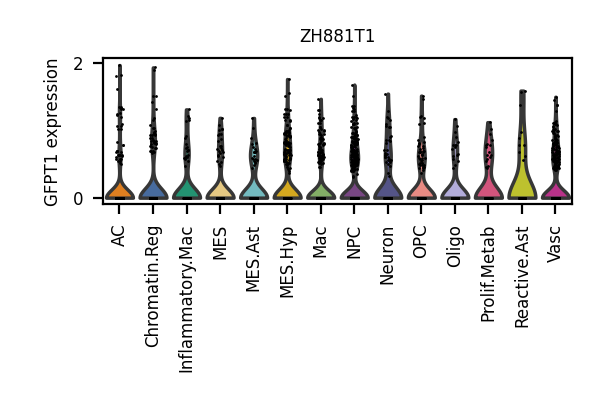 ZH881T1
GFPT1 expression
2
0
AC
Chromatin.Reg
Inflammatory.Mac
MES
MES.Ast
MES.Hyp
Mac
NPC
Neuron
OPC
Oligo
Prolif.Metab
Reactive.Ast
Vasc